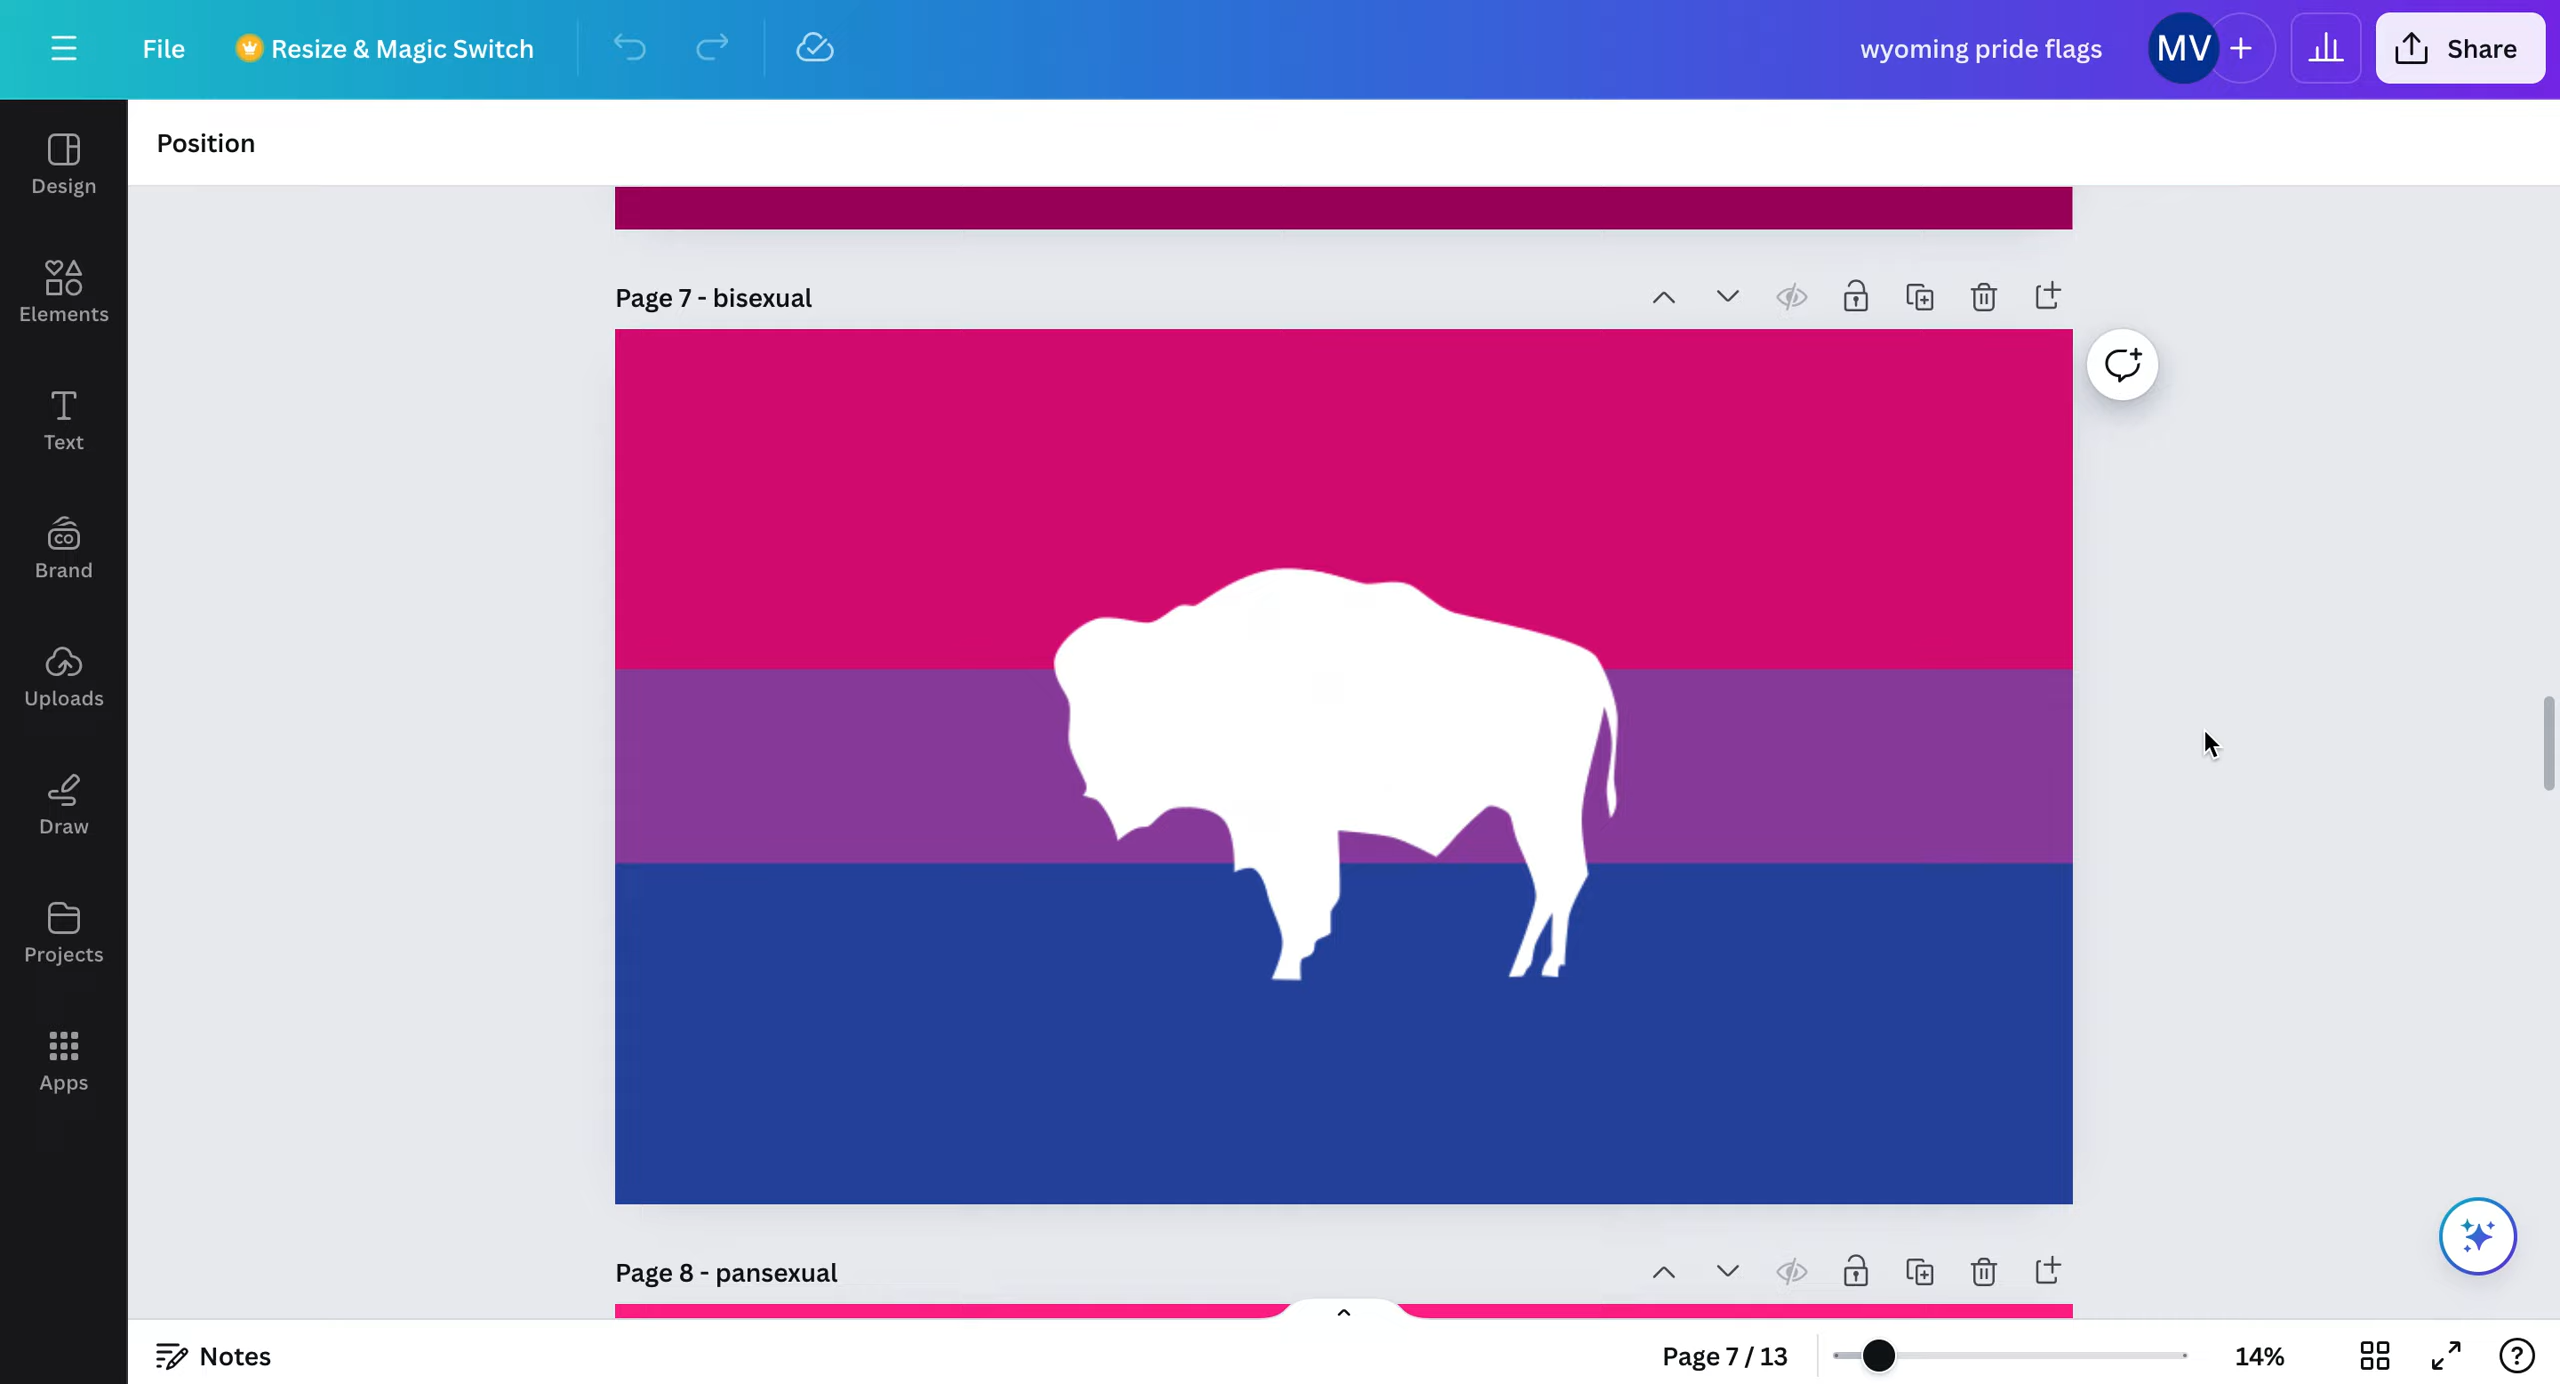 File
Resize & Magic Switch
wyoming pride flags
MV
Share
Position
Design
Elements
Text
CO
Brand
Uploads
Draw
Projects
Apps
Page 7 - bisexual
Page 8 - pansexual
Notes
Page 7 / 13
14%